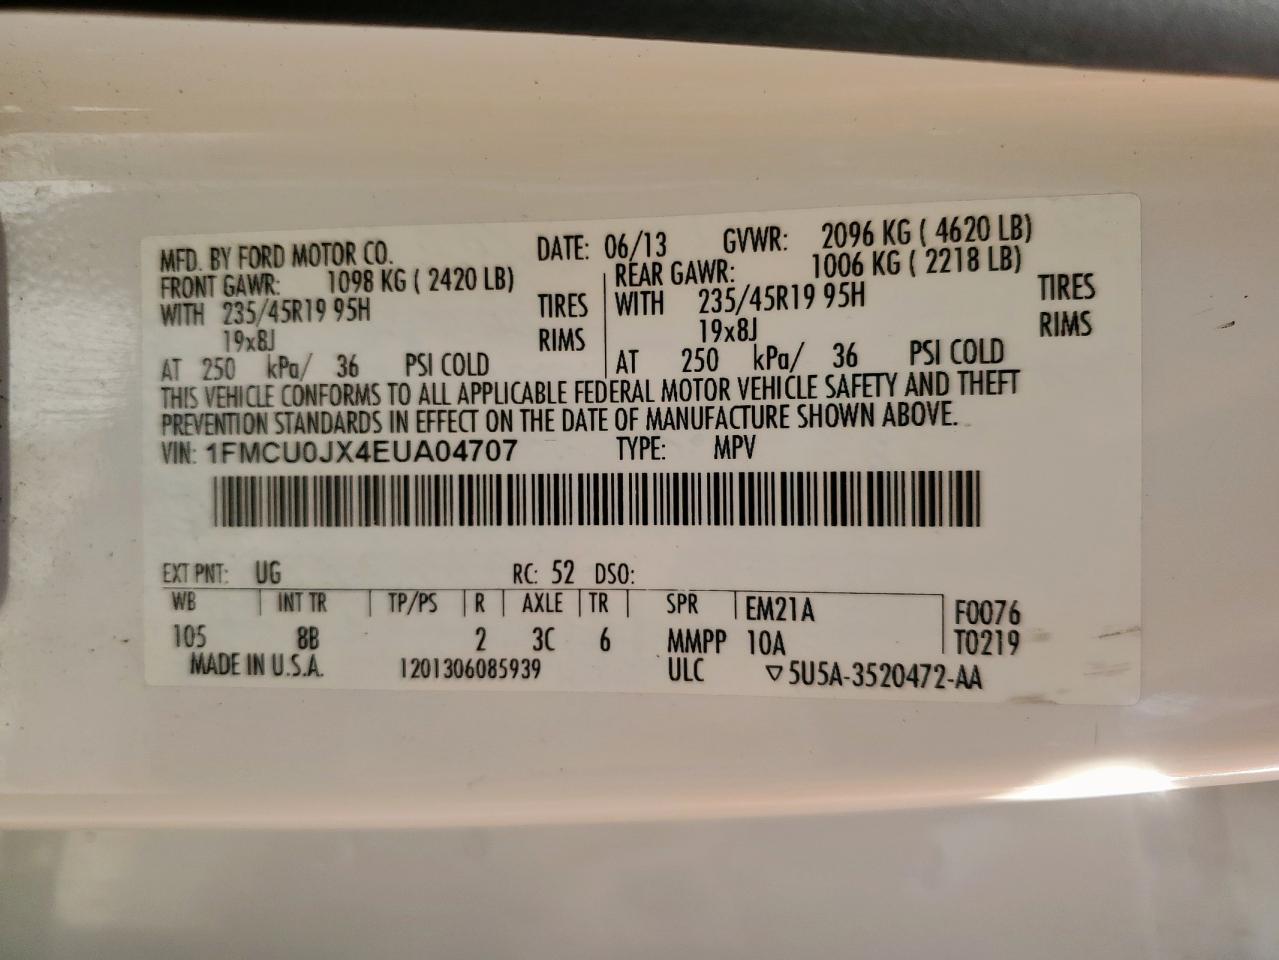 MFD. BY FORD MOTOR CO. DATE: 06/13 GVWR: 2096 KG ( 4620 LB)
FRONT GAWR: 1098 KG ( 2420 LB) REAR GAWR: 1006 KG ( 2218 LB)
WITH 235/45R19 95H TIRES WITH 235/45R19 95H TIRES
19x8J RIMS 19x8J RIMS
AT 250 kPa/ 36 PSI COLD AT 250 kPa/ 36 PSI COLD
THIS VEHICLE CONFORMS TO ALL APPLICABLE FEDERAL MOTOR VEHICLE SAFETY AND THEFT
PREVENTION STANDARDS IN EFFECT ON THE DATE OF MANUFACTURE SHOWN ABOVE.
VIN: 1FMCU0JX4EUA04707 TYPE: MPV
EXT PNT: UG RC: 52 DSO:
WB INT TR TP/PS R AXLE TR SPR EM21A F0076
105 8B 2 3C 6 MMPP 10A T0219
MADE IN U.S.A. 1201306085939 ULC ▽5U5A-3520472-AA